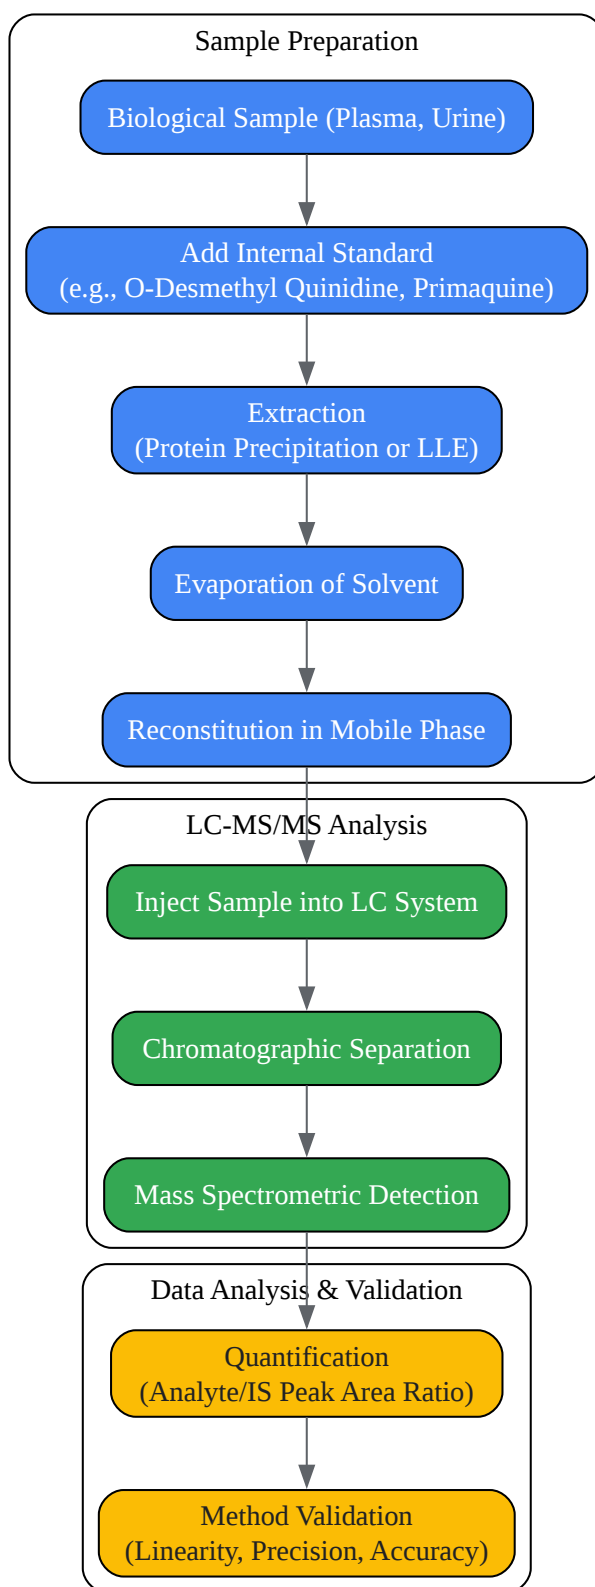 Sample Preparation
Biological Sample (Plasma, Urine)
Add Internal Standard
(e.g., O-Desmethyl Quinidine, Primaquine)
Extraction
(Protein Precipitation or LLE)
Evaporation of Solvent
Reconstitution in Mobile Phase
LC-MS/MS Analysis
Inject Sample into LC System
Chromatographic Separation
Mass Spectrometric Detection
Data Analysis & Validation
Quantification
(Analyte/IS Peak Area Ratio)
Method Validation
(Linearity, Precision, Accuracy)